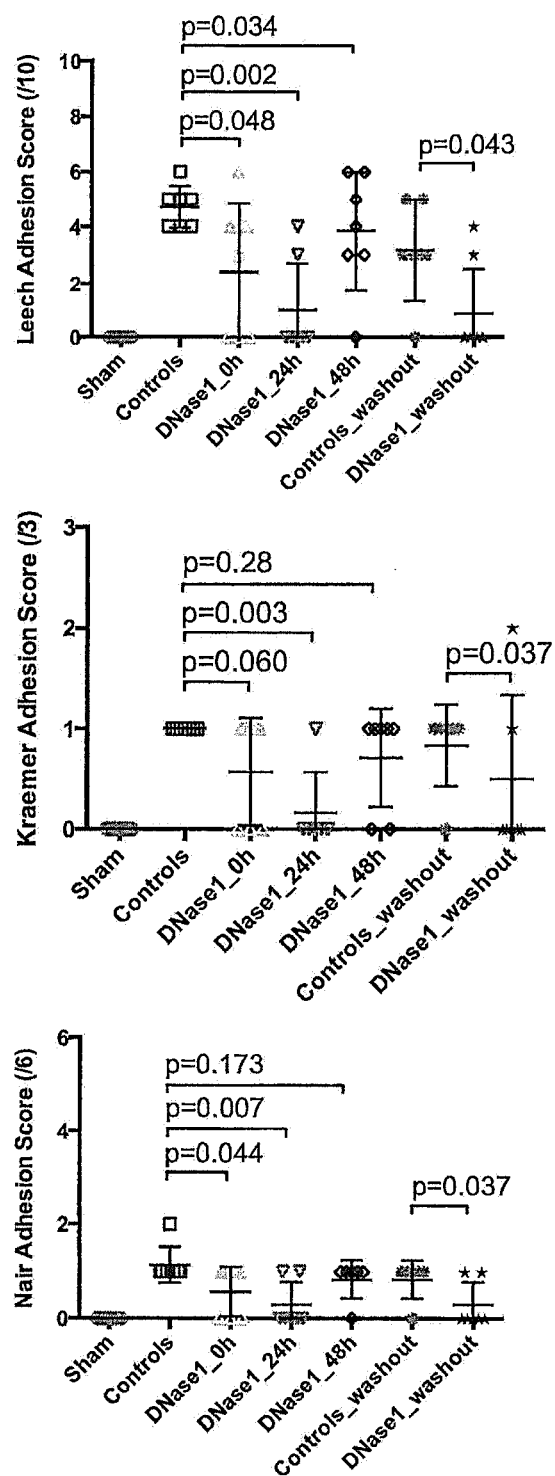 Leech Adhesion Score (/10)
10
8
6
4
2
0
p=0.034
p=0.002
p=0.048
p=0.043
Sham
Controls
DNase1_0h
DNase1_24h
DNase1_48h
Controls_washout
DNase1_washout
Kraemer Adhesion Score (/3)
3
2
1
0
p=0.28
p=0.003
p=0.060
p=0.037
Sham
Controls
DNase1_0h
DNase1_24h
DNase1_48h
Controls_washout
DNase1_washout
Nair Adhesion Score (/6)
6
4
2
0
p=0.173
p=0.007
p=0.044
p=0.037
Sham
Controls
DNase1_0h
DNase1_24h
DNase1_48h
Controls_washout
DNase1_washout